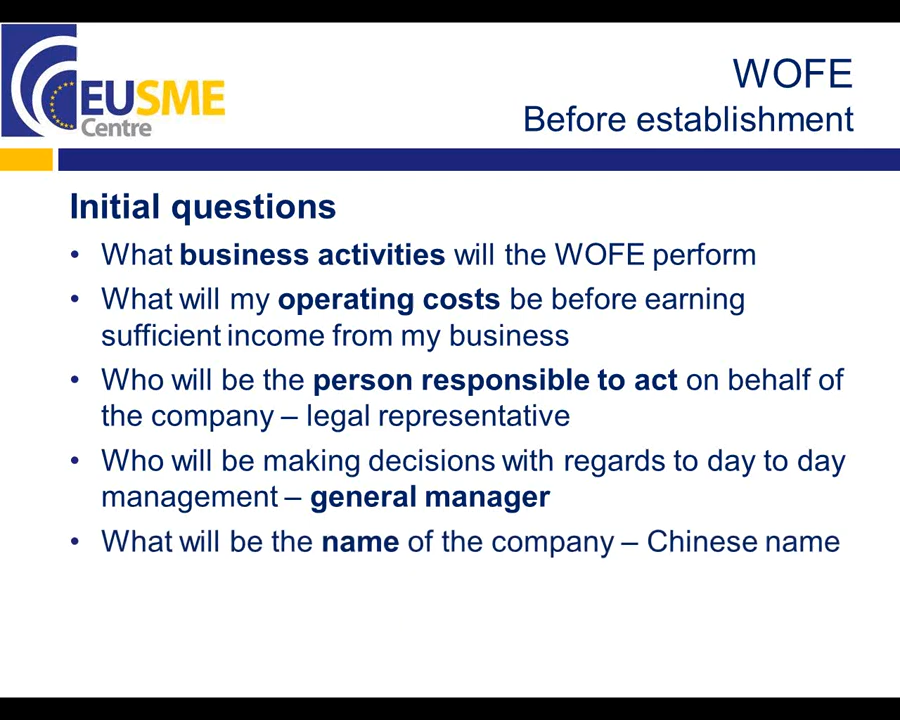 EUSME
Centre
WOFE
Before establishment
Initial questions
• What business activities will the WOFE perform
• What will my operating costs be before earning
sufficient income from my business
• Who will be the person responsible to act on behalf of
the company – legal representative
• Who will be making decisions with regards to day to day
management – general manager
• What will be the name of the company – Chinese name